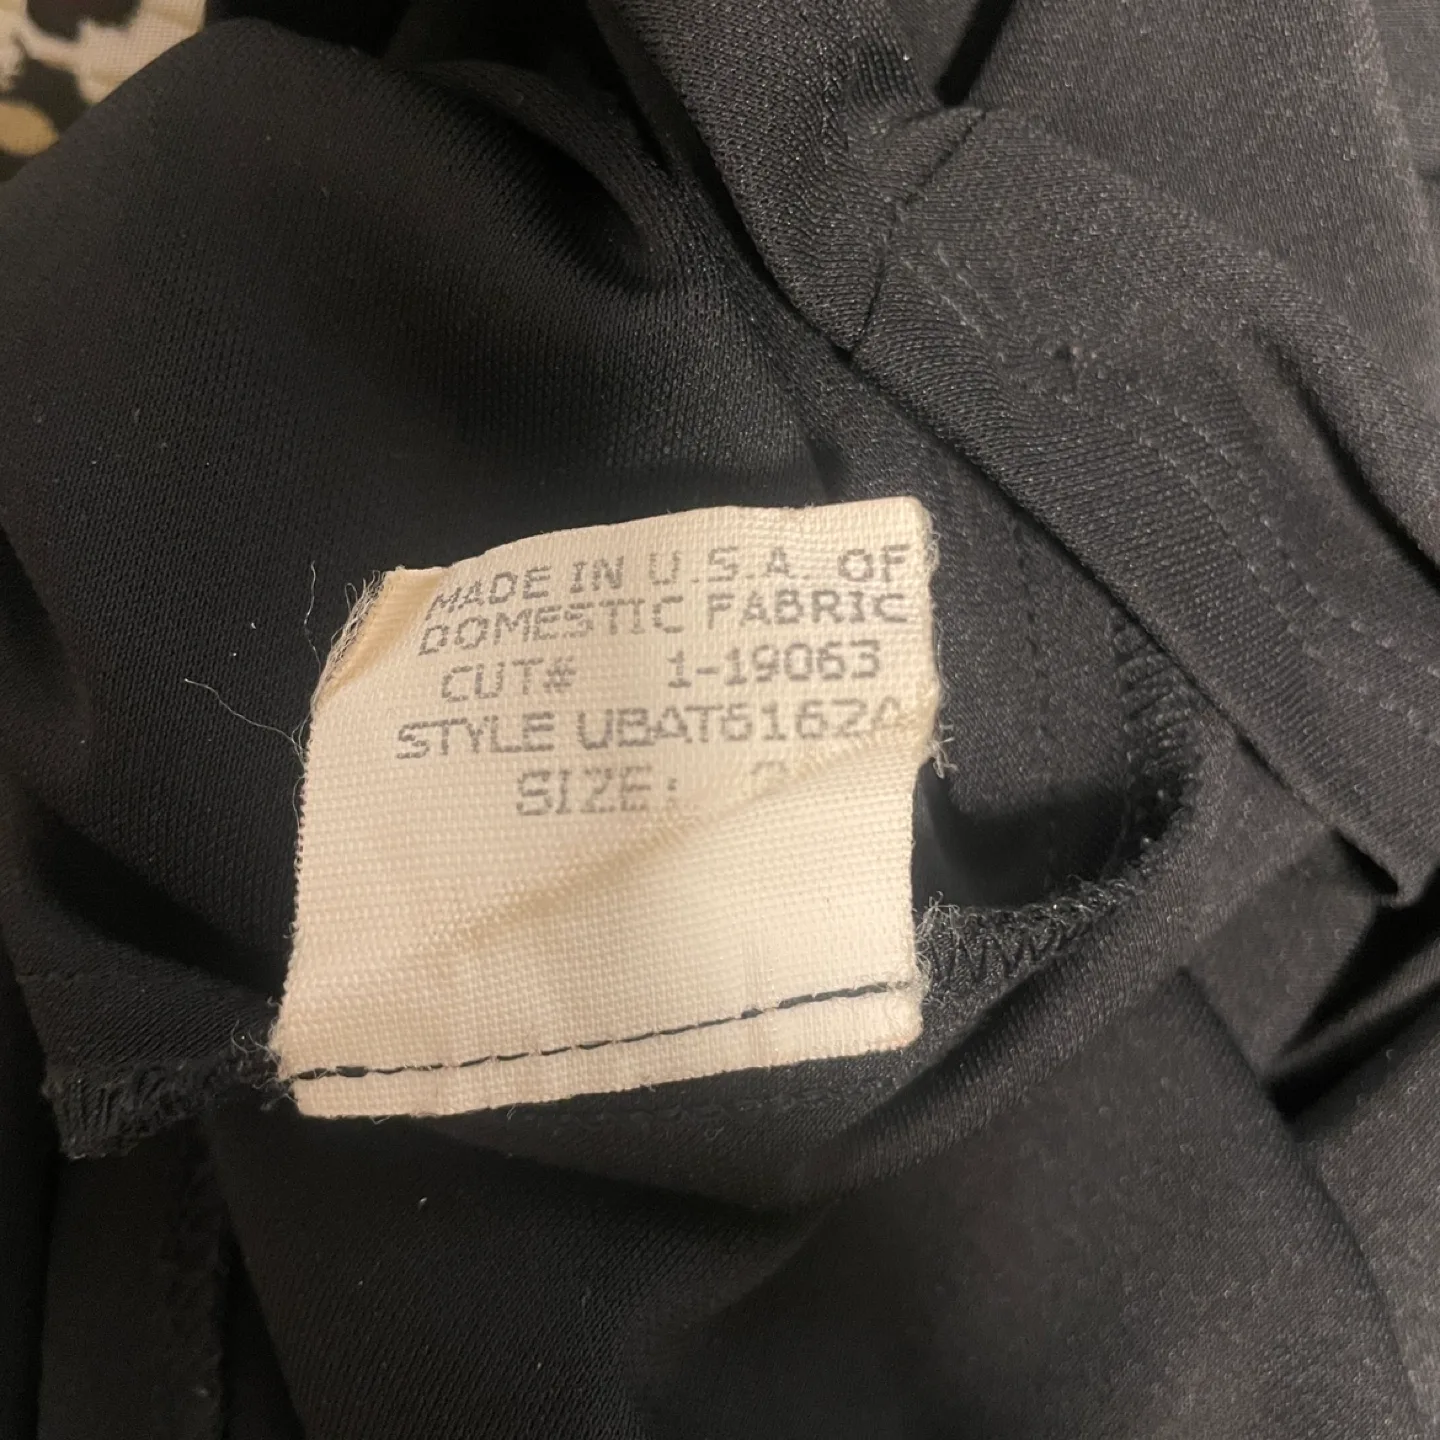 MADE IN U.S.A. OF
DOMESTIC FABRIC
CUT# 1-19063
STYLE UBAT6162A
SIZE: